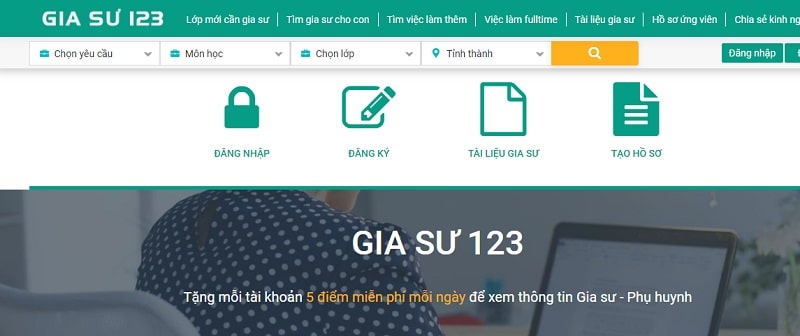 GIA SƯ 123
Lớp mới cần gia sư
Tìm gia sư cho con
Tìm việc làm thêm
Việc làm fulltime
Tài liệu gia sư
Hồ sơ ứng viên
Chia sẻ kinh
Chọn yêu cầu
Môn học
Chọn lớp
Tỉnh thành
Đăng nhập
ĐĂNG NHẬP
ĐĂNG KÝ
TÀI LIỆU GIA SƯ
TẠO HỒ SƠ
GIA SƯ 123
Tặng mỗi tài khoản 5 điểm miễn phí mỗi ngày để xem thông tin Gia sư - Phụ huynh